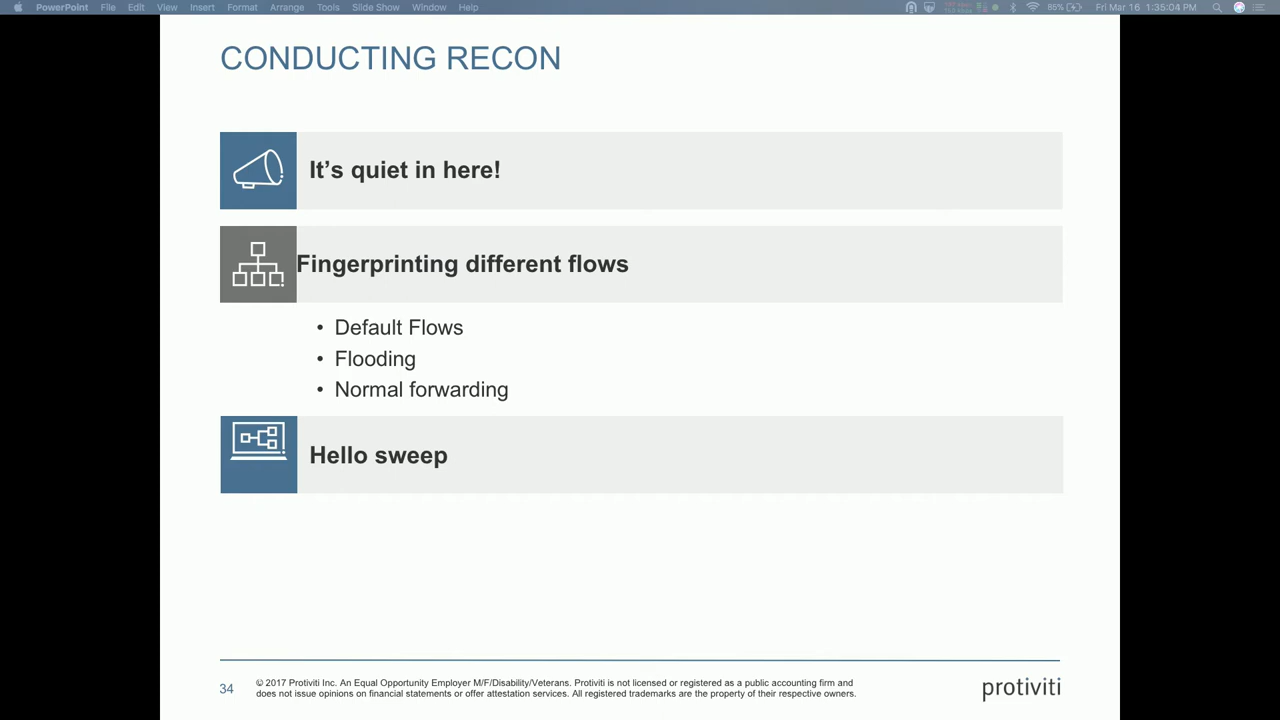 PowerPoint File Edit View Insert Format Arrange Tools Slide Show Window Help 85% Fri Mar 16 1:35:04 PM
CONDUCTING RECON
It's quiet in here!
Fingerprinting different flows
• Default Flows
• Flooding
• Normal forwarding
Hello sweep
34
© 2017 Protiviti Inc. An Equal Opportunity Employer M/F/Disability/Veterans. Protiviti is not licensed or registered as a public accounting firm and
does not issue opinions on financial statements or offer attestation services. All registered trademarks are the property of their respective owners.
protiviti